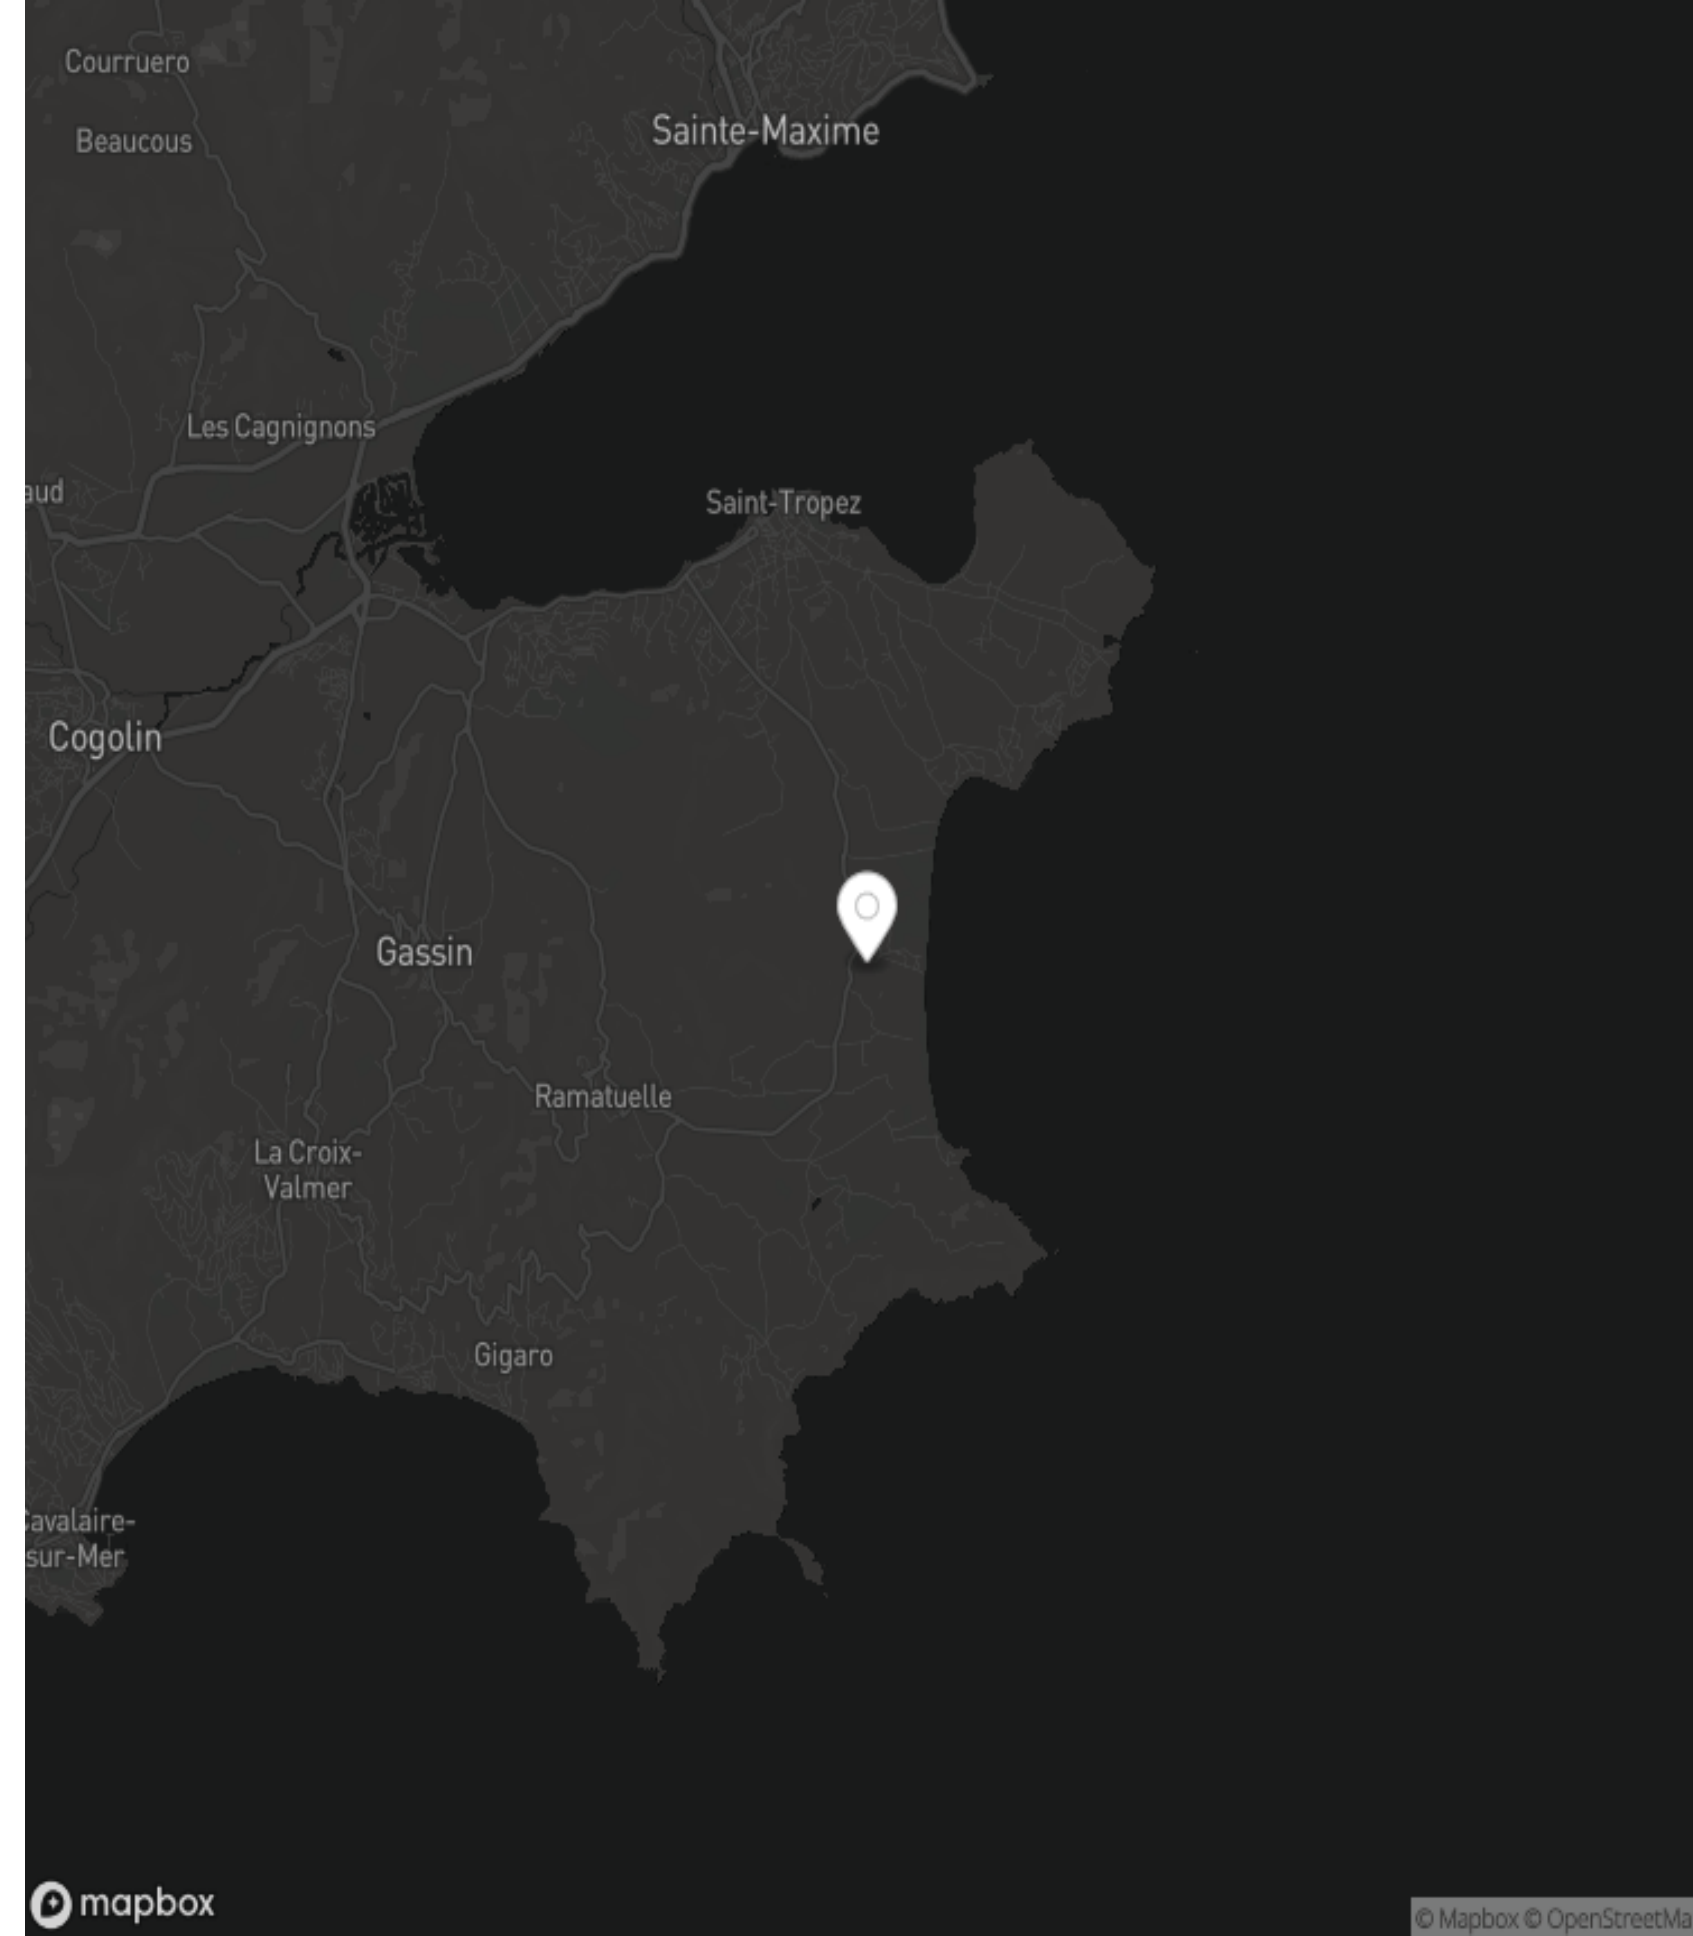 Courruero
Beaucous
Sainte-Maxime
Les Cagnignons
aud
Saint-Tropez
Cogolin
Gassin
Ramatuelle
La Croix-
Valmer
Gigaro
Cavalaire-
sur-Mer
mapbox
© Mapbox © OpenStreetMa